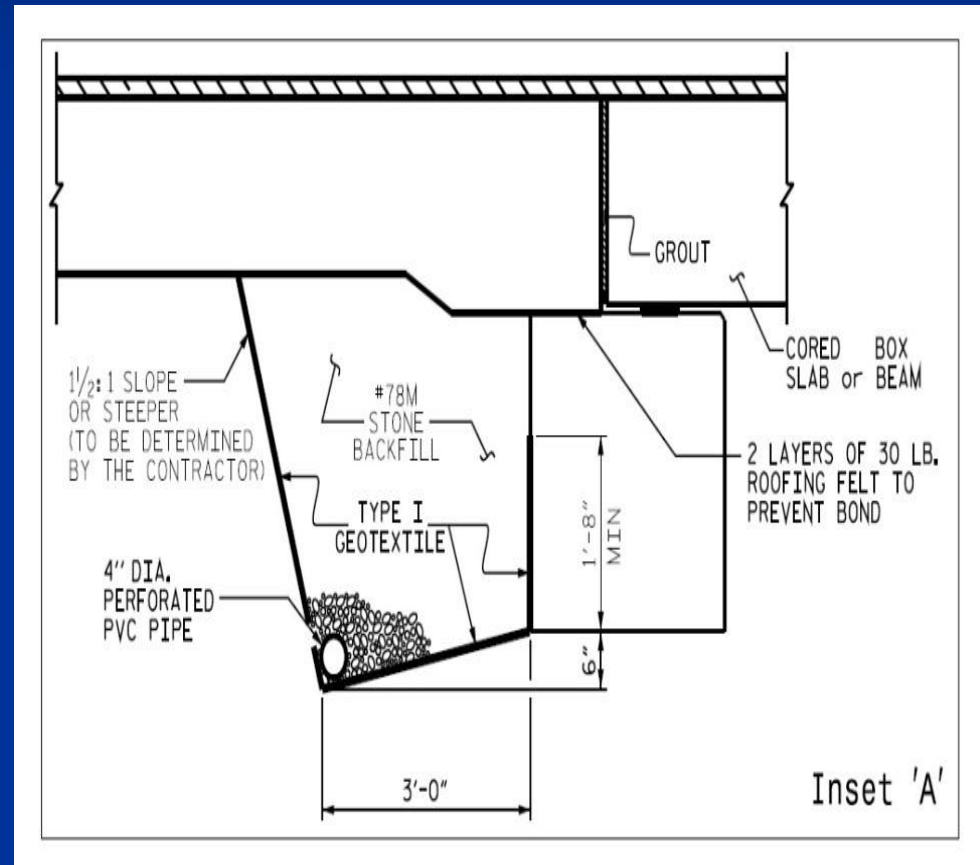 GROUT
CORED BOX
SLAB or BEAM
1½:1 SLOPE
OR STEEPER
(TO BE DETERMINED
BY THE CONTRACTOR)
#78M
STONE
BACKFILL
2 LAYERS OF 30 LB.
ROOFING FELT TO
PREVENT BOND
TYPE I
GEOTEXTILE
1'-8"
MIN
4" DIA.
PERFORATED
PVC PIPE
6"
3'-0"
Inset 'A'